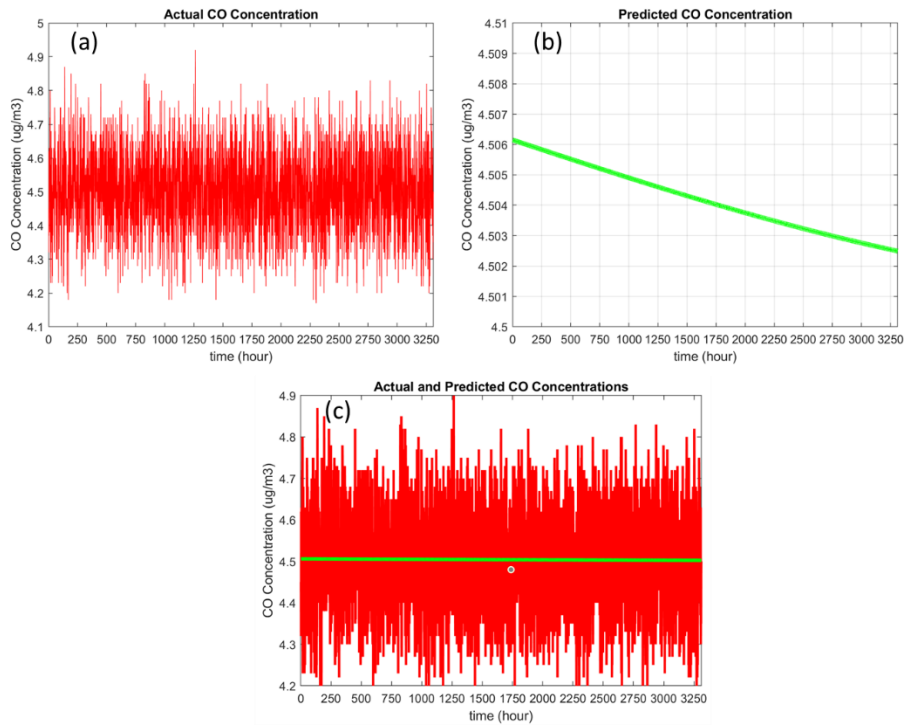 Actual CO Concentration
(a)
CO Concentration (ug/m3)
5
4.9
4.8
4.7
4.6
4.5
4.4
4.3
4.2
4.1
0 250 500 750 1000 1250 1500 1750 2000 2250 2500 2750 3000 3250
time (hour)
Predicted CO Concentration
(b)
CO Concentration (ug/m3)
4.51
4.509
4.508
4.507
4.506
4.505
4.504
4.503
4.502
4.501
4.5
0 250 500 750 1000 1250 1500 1750 2000 2250 2500 2750 3000 3250
time (hour)
Actual and Predicted CO Concentrations
(c)
CO Concentration (ug/m3)
4.9
4.8
4.7
4.6
4.5
4.4
4.3
4.2
0 250 500 750 1000 1250 1500 1750 2000 2250 2500 2750 3000 3250
time (hour)